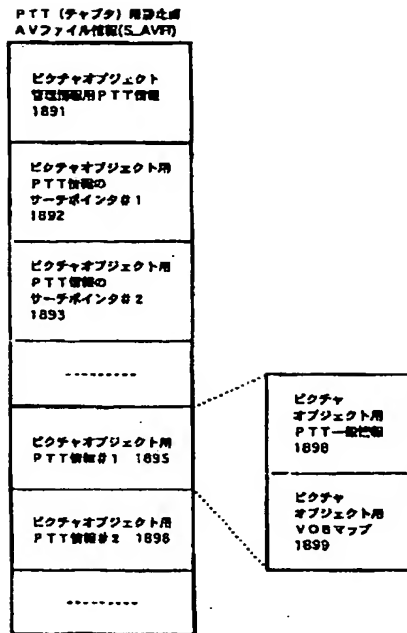 PTT (チャプタ) 用静止画
AVファイル情報(S_AVFI)
ピクチャオブジェクト
管理情報用PTT情報
1891
ピクチャオブジェクト用
PTT情報の
サーチポインタ#1
1892
ピクチャオブジェクト用
PTT情報の
サーチポインタ#2
1893
---------
ピクチャオブジェクト用
PTT情報#1 1895
ピクチャオブジェクト用
PTT情報#2 1896
---------
ピクチャ
オブジェクト用
PTT一般情報
1898
ピクチャ
オブジェクト用
VOBマップ
1899